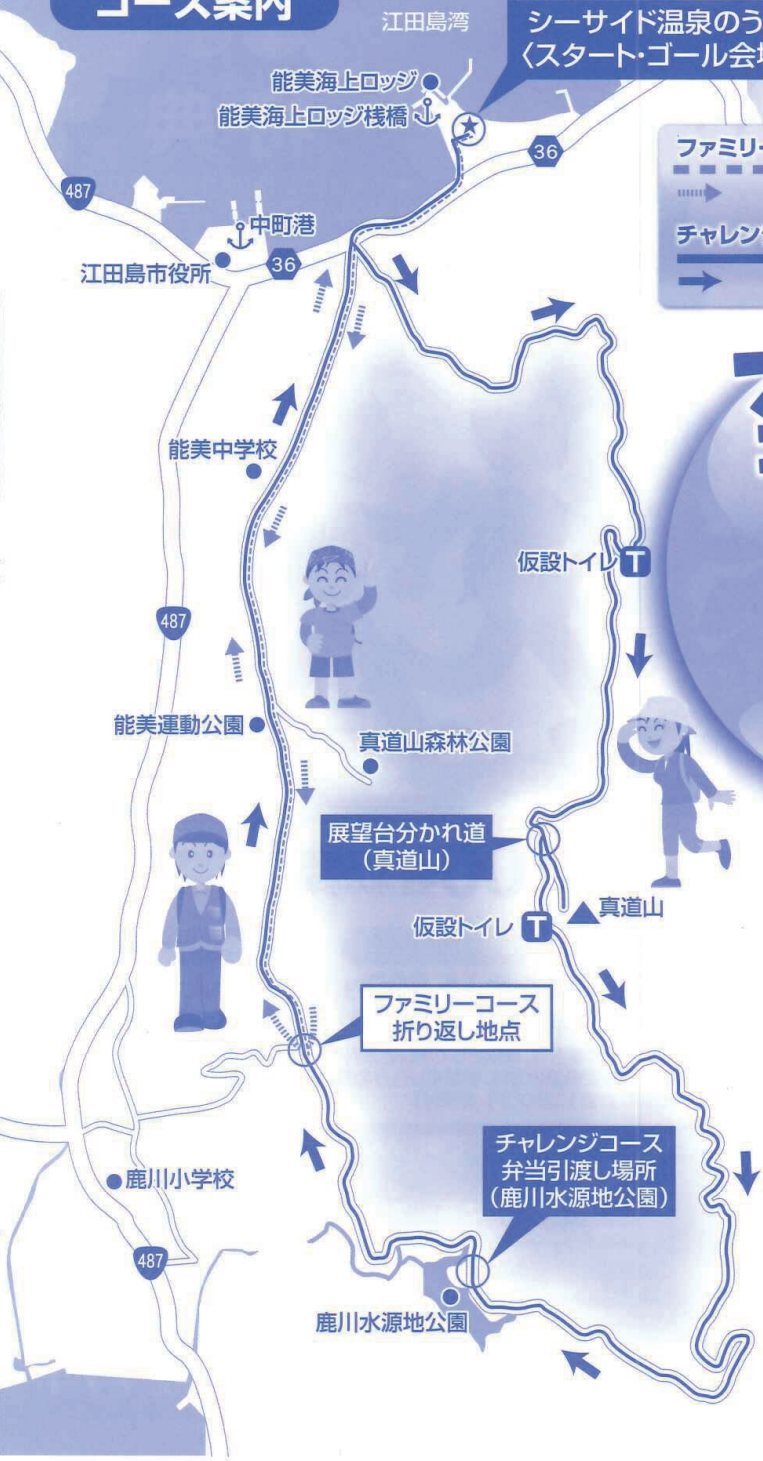 コース案内
江田島湾
シーサイド温泉のう
〈スタート・ゴール会場
能美海上ロッジ
能美海上ロッジ桟橋
36
ファミリー
487
中町港
36
江田島市役所
チャレンジ
能美中学校
仮設トイレ T
487
能美運動公園
真道山森林公園
展望台分かれ道
(真道山)
真道山
仮設トイレ T
ファミリーコース
折り返し地点
チャレンジコース
弁当引渡し場所
(鹿川水源地公園)
鹿川小学校
487
鹿川水源地公園